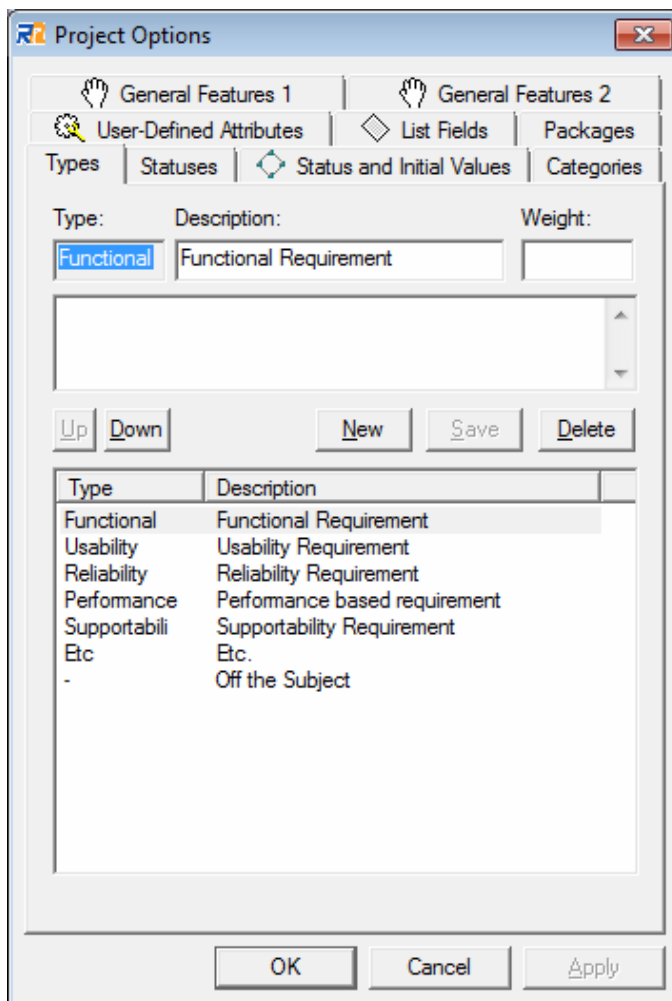 Project Options
General Features 1 General Features 2
User-Defined Attributes List Fields Packages
Types Statuses Status and Initial Values Categories
Type: Description: Weight:
Functional Functional Requirement
Up Down New Save Delete
Type Description
Functional Functional Requirement
Usability Usability Requirement
Reliability Reliability Requirement
Performance Performance based requirement
Supportabili Supportability Requirement
Etc Etc.
- Off the Subject
OK Cancel Apply